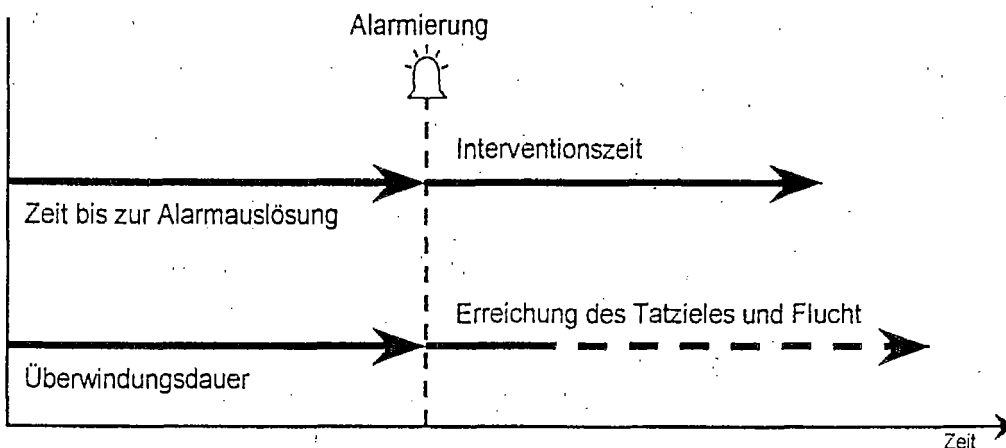 Alarmierung
Interventionszeit
Zeit bis zur Alarmauslösung
Erreichung des Tatzieles und Flucht
Überwindungsdauer
Zeit